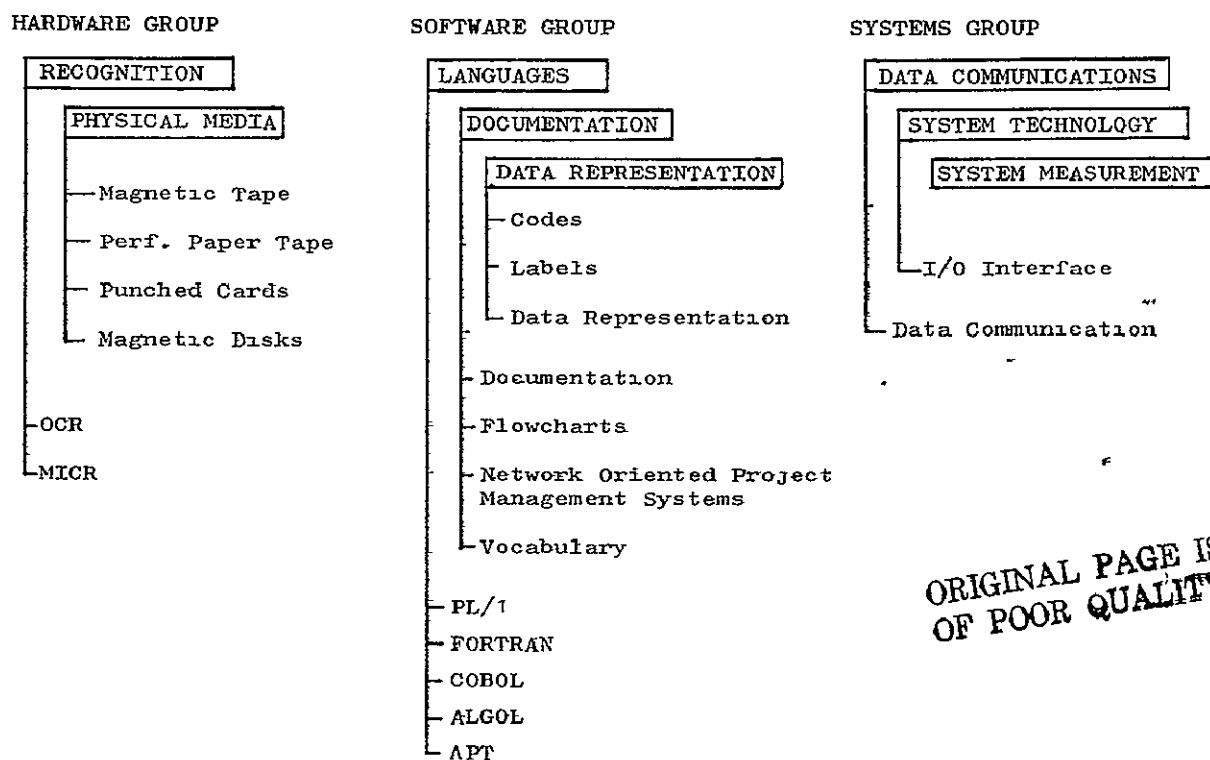 HARDWARE GROUP
RECOGNITION
PHYSICAL MEDIA
Magnetic Tape
Perf. Paper Tape
Punched Cards
Magnetic Disks
OCR
MICR
SOFTWARE GROUP
LANGUAGES
DOCUMENTATION
DATA REPRESENTATION
Codes
Labels
Data Representation
Documentation
Flowcharts
Network Oriented Project
Management Systems
Vocabulary
PL/1
FORTRAN
COBOL
ALGOL
APT
SYSTEMS GROUP
DATA COMMUNICATIONS
SYSTEM TECHNOLOGY
SYSTEM MEASUREMENT
I/O Interface
Data Communication
ORIGINAL PAGE IS
OF POOR QUALITY